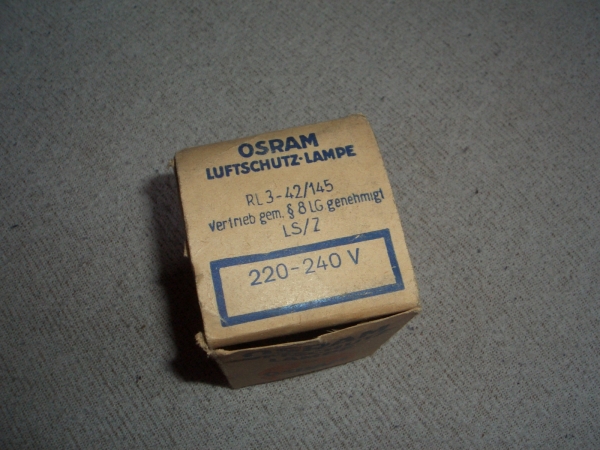 OSRAM
LUFTSCHUTZ-LAMPE
RL 3-42/145
Vertrieb gem. § 8 LG genehmigt
LS/Z
220-240 V